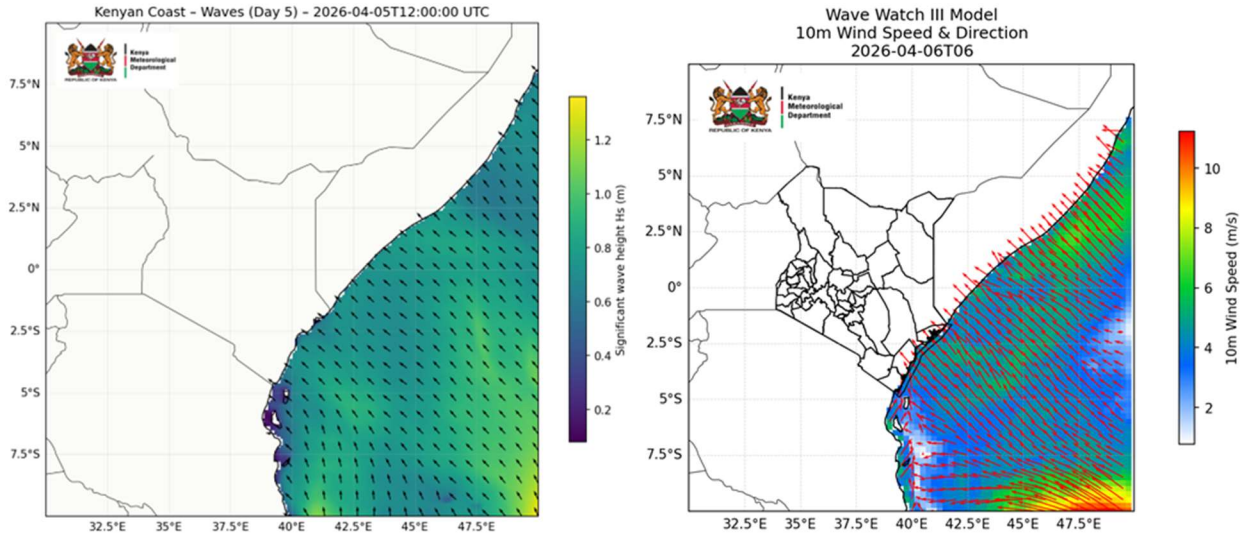 Kenyan Coast – Waves (Day 5) – 2026-04-05T12:00:00 UTC
Kenya
Meteorological
Department
REPUBLIC OF KENYA
7.5°N
5°N
2.5°N
0°
2.5°S
5°S
7.5°S
32.5°E 35°E 37.5°E 40°E 42.5°E 45°E 47.5°E
1.2
1.0
0.8
0.6
0.4
0.2
Significant wave height Hs (m)
Wave Watch III Model
10m Wind Speed & Direction
2026-04-06T06
Kenya
Meteorological
Department
REPUBLIC OF KENYA
7.5°N
5°N
2.5°N
0°
2.5°S
5°S
7.5°S
32.5°E 35°E 37.5°E 40°E 42.5°E 45°E 47.5°E
10
8
6
4
2
10m Wind Speed (m/s)